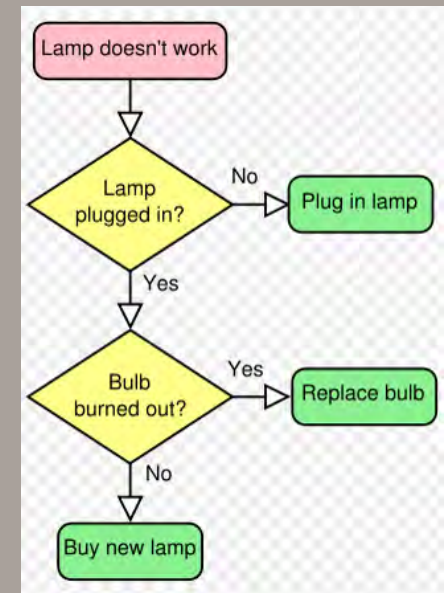 Lamp doesn't work
Lamp
plugged in?
No
Plug in lamp
Yes
Bulb
burned out?
Yes
Replace bulb
No
Buy new lamp